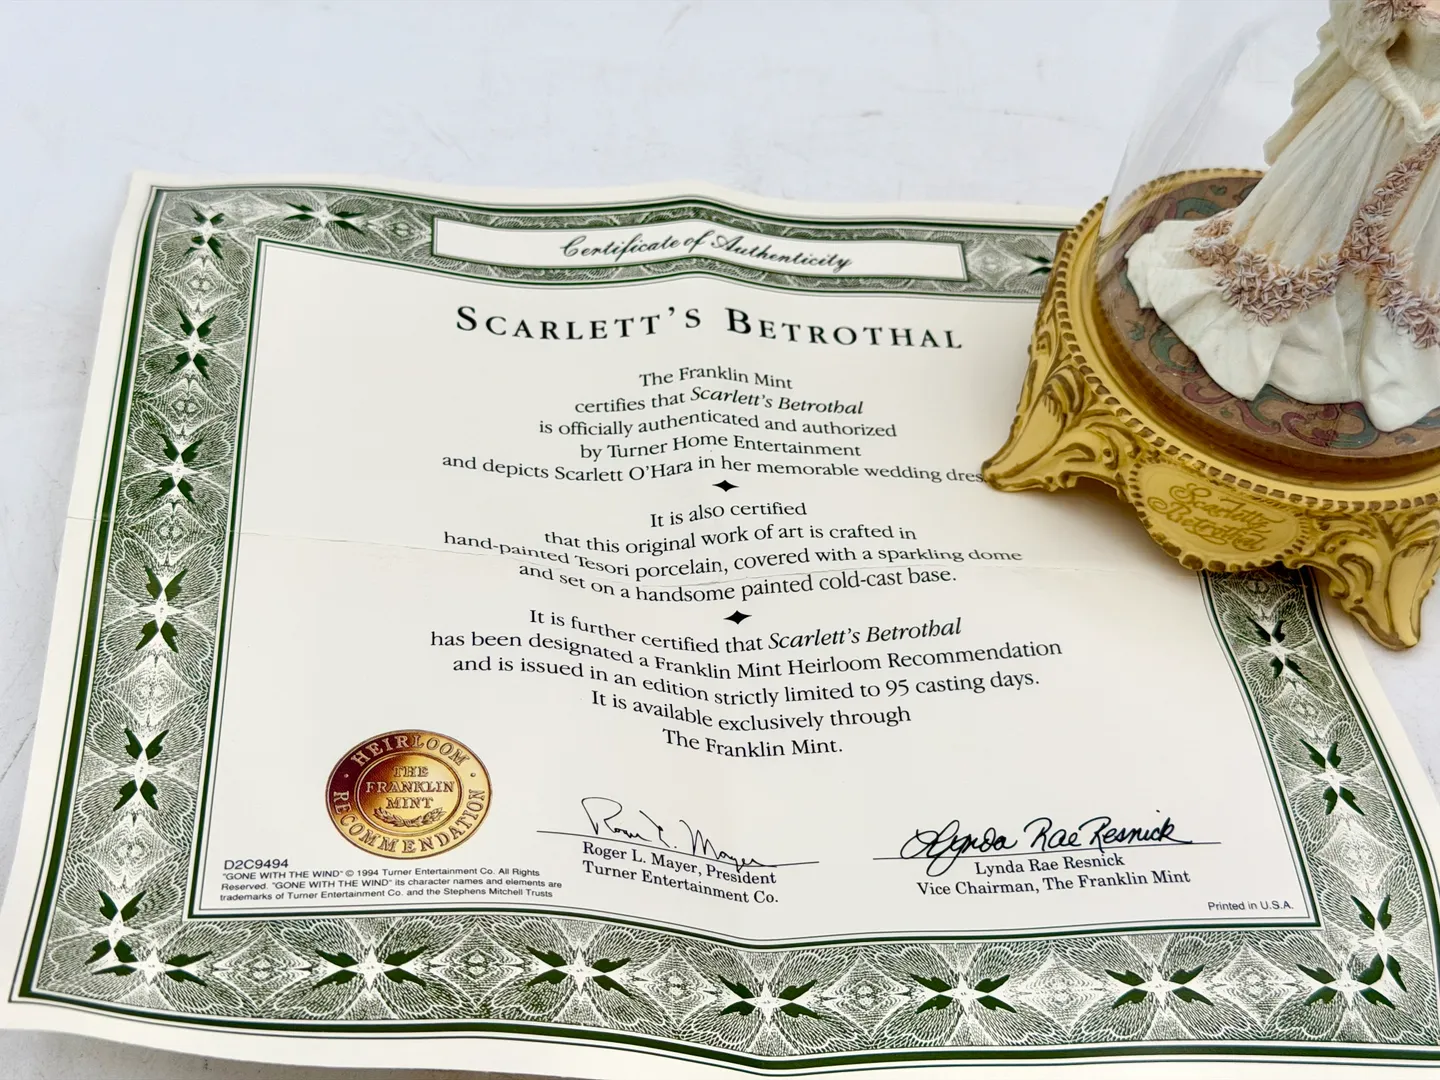 Certificate of Authenticity
SCARLETT'S BETROTHAL
The Franklin Mint
certifies that Scarlett's Betrothal
is officially authenticated and authorized
by Turner Home Entertainment
and depicts Scarlett O'Hara in her memorable wedding dres
It is also certified
that this original work of art is crafted in
hand-painted Tesori porcelain, covered with a sparkling dome
and set on a handsome painted cold-cast base.
It is further certified that Scarlett's Betrothal
has been designated a Franklin Mint Heirloom Recommendation
and is issued in an edition strictly limited to 95 casting days.
It is available exclusively through
The Franklin Mint.
HEIRLOOM
THE
FRANKLIN
MINT
RECOMMENDATION
Roger L. Mayer
Roger L. Mayer, President
Turner Entertainment Co.
Lynda Rae Resnick
Lynda Rae Resnick
Vice Chairman, The Franklin Mint
D2C9494
"GONE WITH THE WIND" © 1994 Turner Entertainment Co. All Rights
Reserved. "GONE WITH THE WIND" its character names and elements are
trademarks of Turner Entertainment Co. and the Stephens Mitchell Trusts
Printed in U.S.A.
Scarlett's
Betrothal